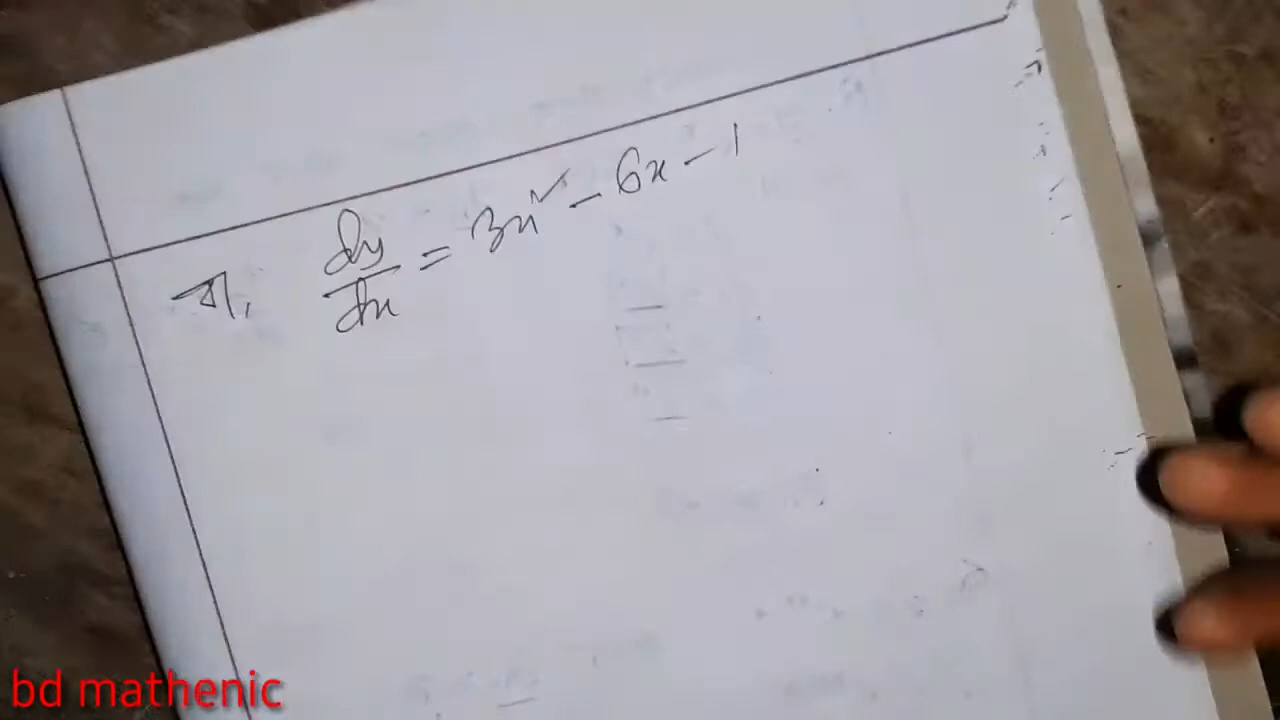 গ, dy/dx = 3x² - 6x - 1
bd mathenic